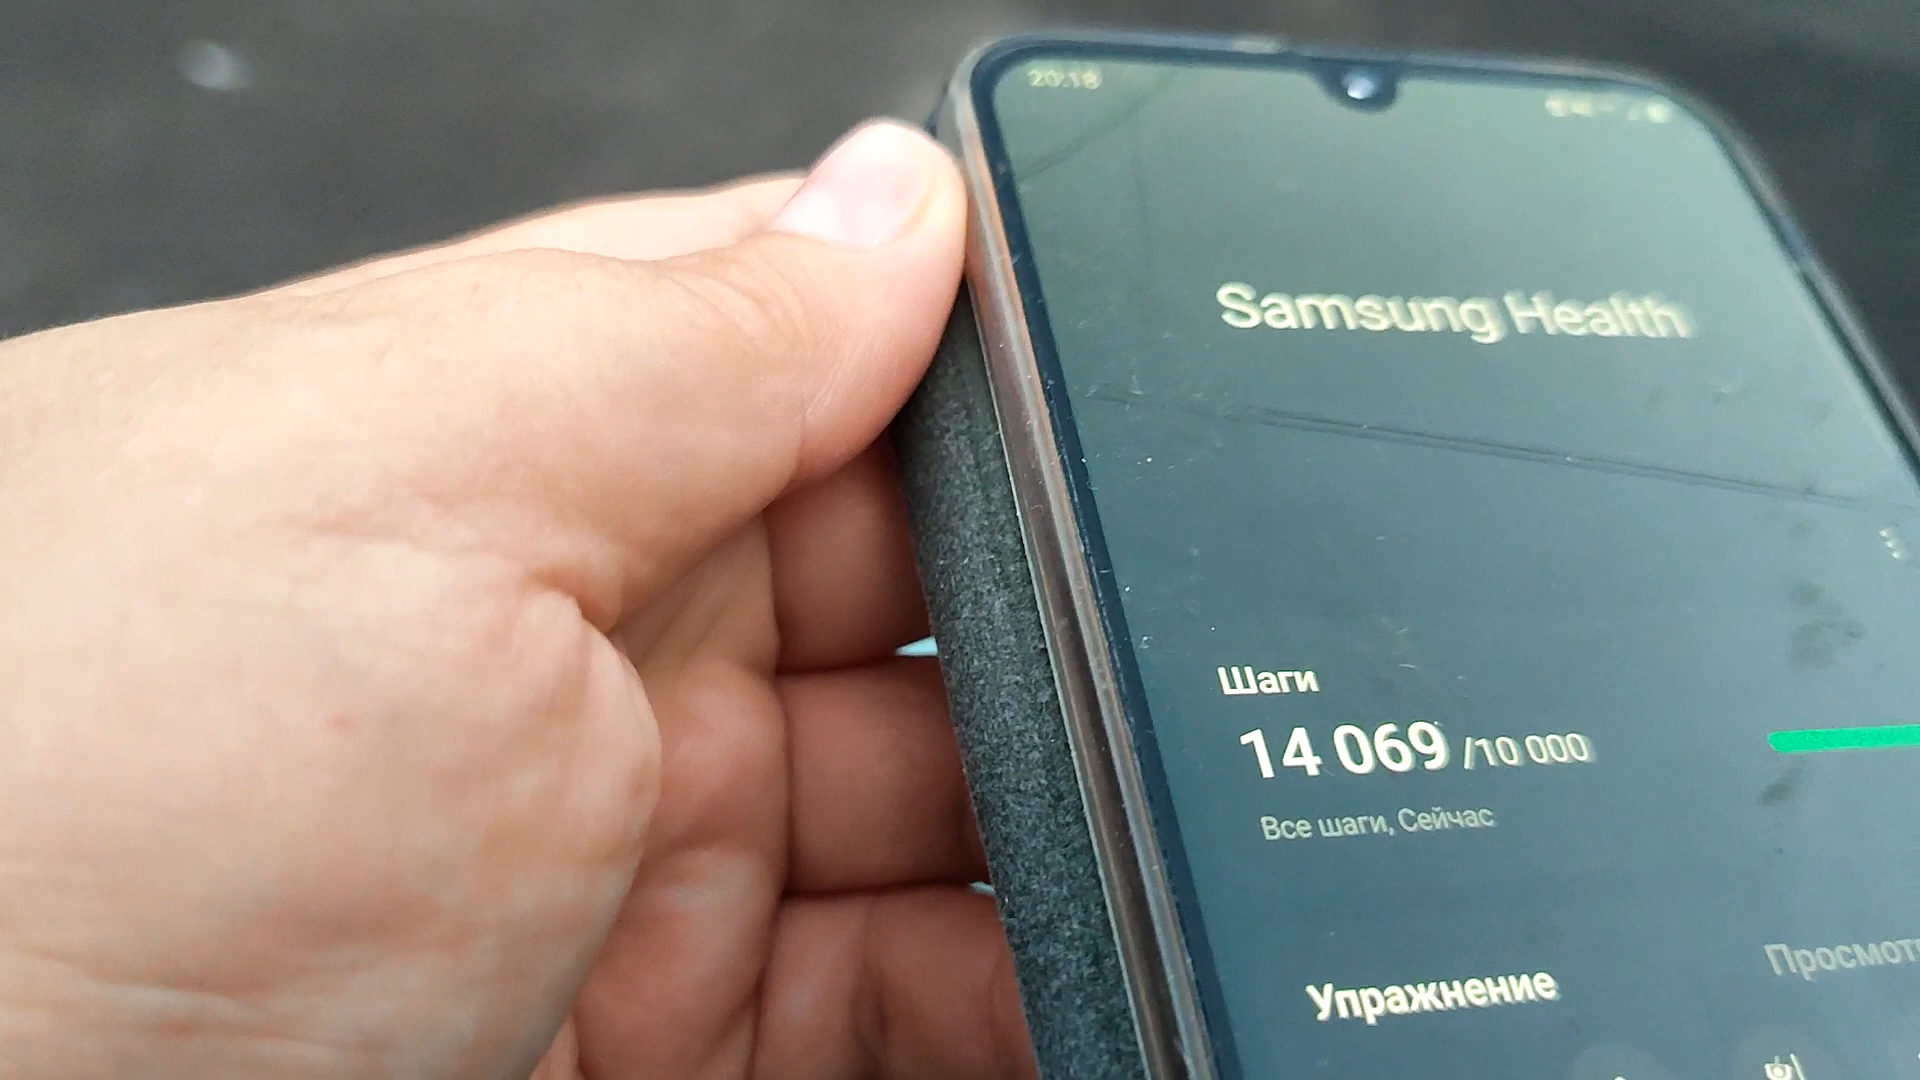 20:18
Samsung Health
Шаги
14 069 /10 000
Все шаги, Сейчас
Упражнение